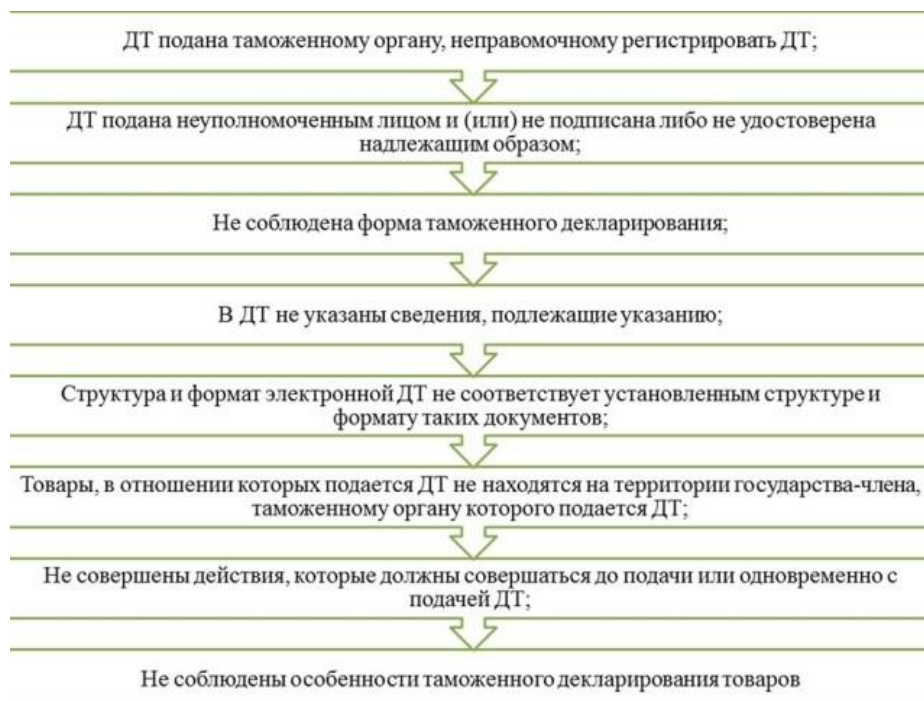 ДТ подана таможенному органу, неправомочному регистрировать ДТ;
ДТ подана неуполномоченным лицом и (или) не подписана либо не удостоверена
надлежащим образом;
Не соблюдена форма таможенного декларирования;
В ДТ не указаны сведения, подлежащие указанию;
Структура и формат электронной ДТ не соответствует установленным структуре и
формату таких документов;
Товары, в отношении которых подается ДТ не находятся на территории государства-члена,
таможенному органу которого подается ДТ;
Не совершены действия, которые должны совершаться до подачи или одновременно с
подачей ДТ;
Не соблюдены особенности таможенного декларирования товаров